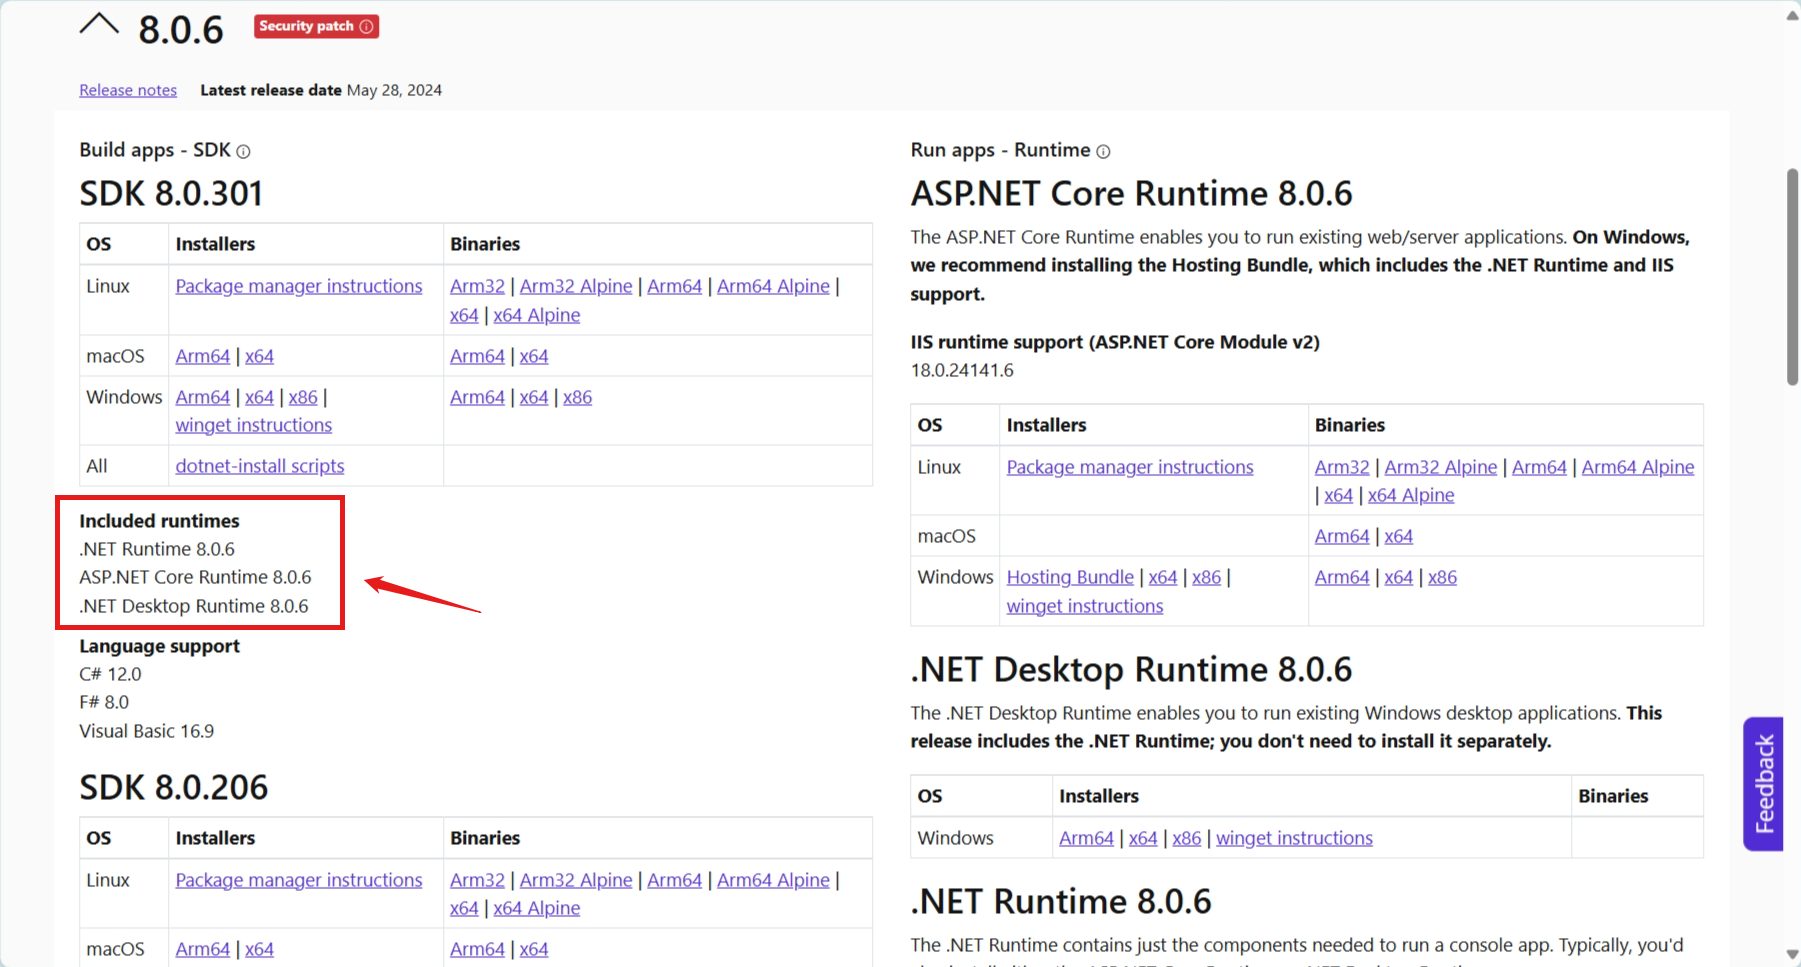 8.0.6
Security patch
Release notes Latest release date May 28, 2024
Build apps - SDK
SDK 8.0.301
OS Installers Binaries
Linux Package manager instructions Arm32 | Arm32 Alpine | Arm64 | Arm64 Alpine |
x64 | x64 Alpine
macOS Arm64 | x64 Arm64 | x64
Windows Arm64 | x64 | x86 | Arm64 | x64 | x86
winget instructions
All dotnet-install scripts
Included runtimes
.NET Runtime 8.0.6
ASP.NET Core Runtime 8.0.6
.NET Desktop Runtime 8.0.6
Language support
C# 12.0
F# 8.0
Visual Basic 16.9
SDK 8.0.206
OS Installers Binaries
Linux Package manager instructions Arm32 | Arm32 Alpine | Arm64 | Arm64 Alpine |
x64 | x64 Alpine
macOS Arm64 | x64 Arm64 | x64
Run apps - Runtime
ASP.NET Core Runtime 8.0.6
The ASP.NET Core Runtime enables you to run existing web/server applications. On Windows,
we recommend installing the Hosting Bundle, which includes the .NET Runtime and IIS
support.
IIS runtime support (ASP.NET Core Module v2)
18.0.24141.6
OS Installers Binaries
Linux Package manager instructions Arm32 | Arm32 Alpine | Arm64 | Arm64 Alpine
| x64 | x64 Alpine
macOS Arm64 | x64
Windows Hosting Bundle | x64 | x86 | Arm64 | x64 | x86
winget instructions
.NET Desktop Runtime 8.0.6
The .NET Desktop Runtime enables you to run existing Windows desktop applications. This
release includes the .NET Runtime; you don't need to install it separately.
OS Installers Binaries
Windows Arm64 | x64 | x86 | winget instructions
.NET Runtime 8.0.6
The .NET Runtime contains just the components needed to run a console app. Typically, you'd
Feedback